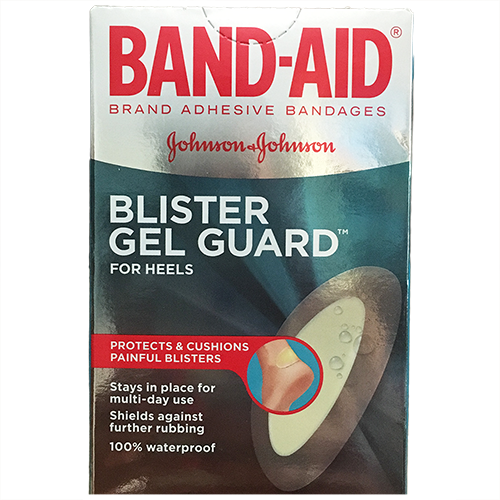 BAND-AID®
BRAND ADHESIVE BANDAGES
Johnson & Johnson
BLISTER
GEL GUARD™
FOR HEELS
PROTECTS & CUSHIONS
PAINFUL BLISTERS
Stays in place for
multi-day use
Shields against
further rubbing
100% waterproof